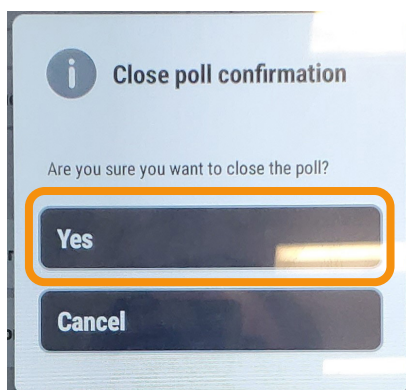 Close poll confirmation
Are you sure you want to close the poll?
Yes
Cancel